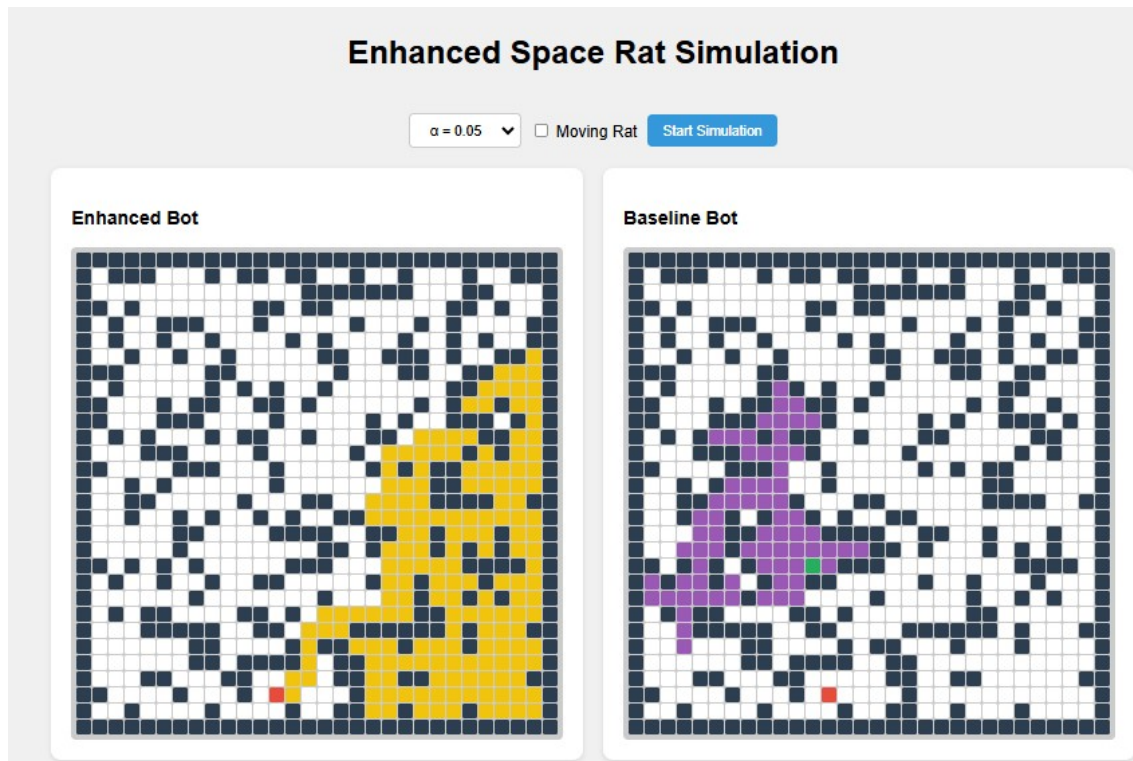 Enhanced Space Rat Simulation
α = 0.05 Moving Rat Start Simulation
Enhanced Bot
Baseline Bot